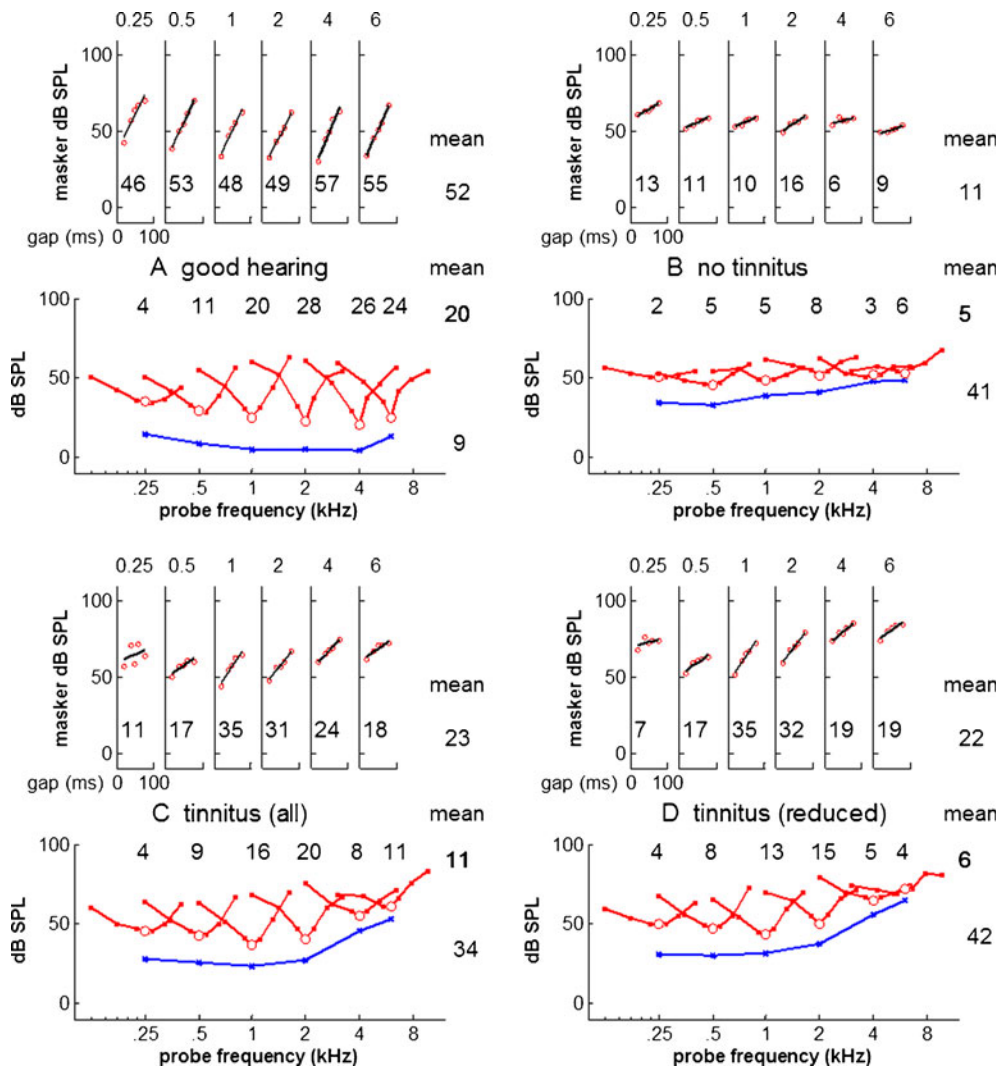 0.25 0.5 1 2 4 6
100
50
0
masker dB SPL
46 53 48 49 57 55
mean
52
gap (ms) 0 100
A good hearing
mean
100
50
0
dB SPL
4 11 20 28 26 24
20
9
.25 .5 1 2 4 8
probe frequency (kHz)
0.25 0.5 1 2 4 6
100
50
0
masker dB SPL
13 11 10 16 6 9
mean
11
gap (ms) 0 100
B no tinnitus
mean
100
50
0
dB SPL
2 5 5 8 3 6
5
41
.25 .5 1 2 4 8
probe frequency (kHz)
0.25 0.5 1 2 4 6
100
50
0
masker dB SPL
11 17 35 31 24 18
mean
23
gap (ms) 0 100
C tinnitus (all)
mean
100
50
0
dB SPL
4 9 16 20 8 11
11
34
.25 .5 1 2 4 8
probe frequency (kHz)
0.25 0.5 1 2 4 6
100
50
0
masker dB SPL
7 17 35 32 19 19
mean
22
gap (ms) 0 100
D tinnitus (reduced)
mean
100
50
0
dB SPL
4 8 13 15 5 4
6
42
.25 .5 1 2 4 8
probe frequency (kHz)